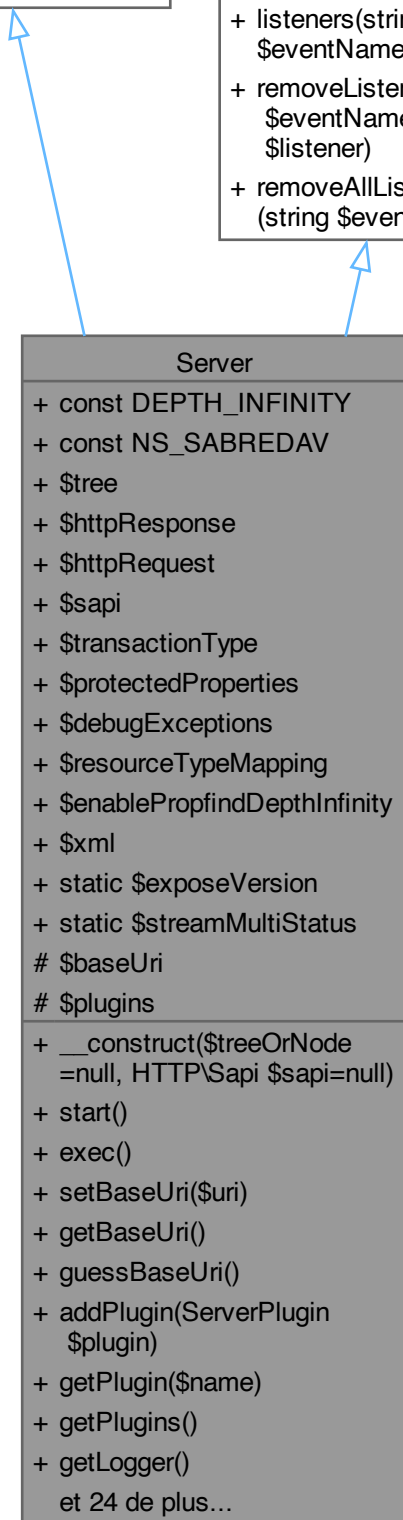 + listeners(strin
$eventName
+ removeListen
$eventName
$listener)
+ removeAllLis
(string $even
Server
+ const DEPTH_INFINITY
+ const NS_SABREDAV
+ $tree
+ $httpResponse
+ $httpRequest
+ $sapi
+ $transactionType
+ $protectedProperties
+ $debugExceptions
+ $resourceTypeMapping
+ $enablePropfindDepthInfinity
+ $xml
+ static $exposeVersion
+ static $streamMultiStatus
# $baseUri
# $plugins
+ __construct($treeOrNode
=null, HTTP\Sapi $sapi=null)
+ start()
+ exec()
+ setBaseUri($uri)
+ getBaseUri()
+ guessBaseUri()
+ addPlugin(ServerPlugin
$plugin)
+ getPlugin($name)
+ getPlugins()
+ getLogger()
et 24 de plus...